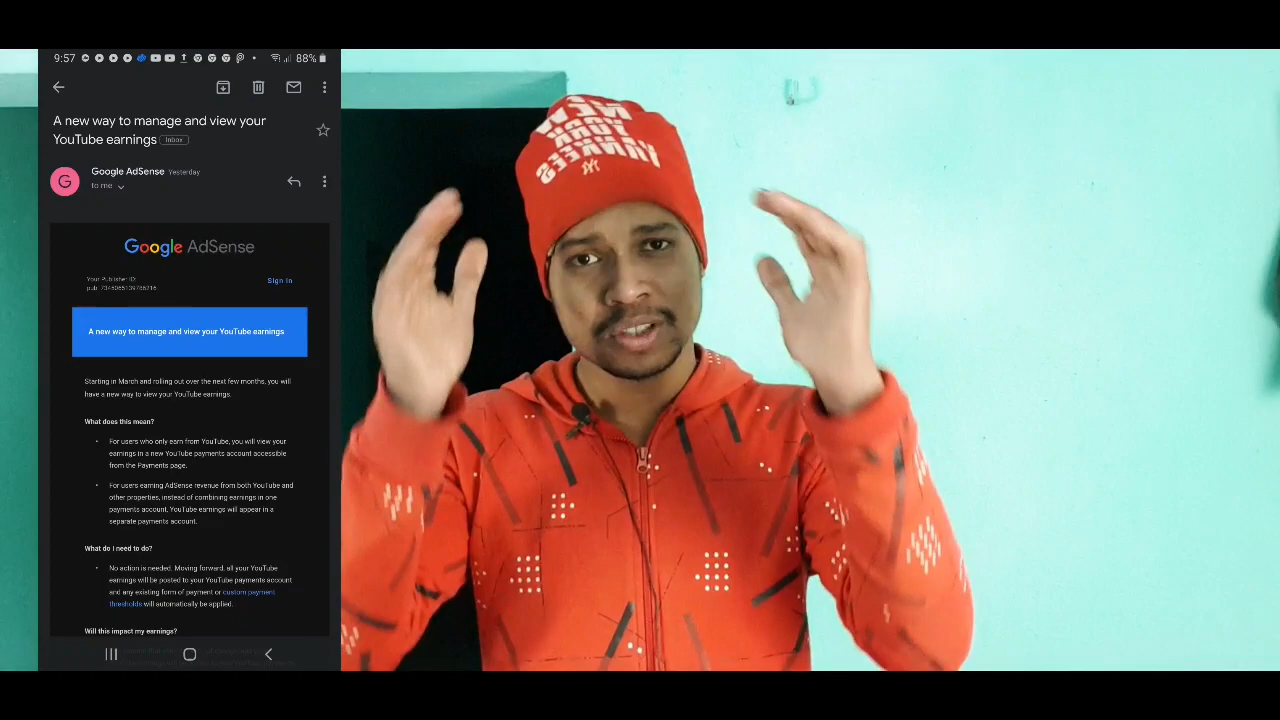 9:57
88%
A new way to manage and view your
YouTube earnings Inbox
Google AdSense Yesterday
to me
G
Google AdSense
Your Publisher ID:
Sign in
A new way to manage and view your YouTube earnings
Starting in March and rolling out over the next few months, you will
have a new way to view your YouTube earnings.
What does this mean?
• For users who only earn from YouTube, you will view your
earnings in a new YouTube payments account accessible
from the Payments page.
• For users earning AdSense revenue from both YouTube and
other properties, instead of combining earnings in one
payments account, YouTube earnings will appear in a
separate payments account.
What do I need to do?
• No action is needed. Moving forward, all your YouTube
earnings will be posted to your YouTube payments account
and any existing form of payment or custom payment
thresholds will automatically be applied.
Will this impact my earnings?
NEW
YORK
YANKEES
NY